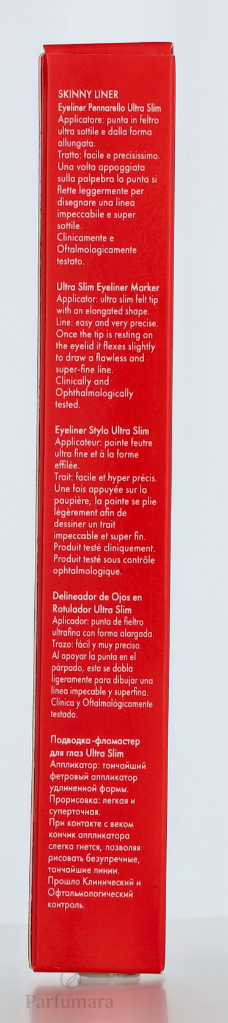 SKINNY LINER
Eyeliner Pennarello Ultra Slim
Applicatore: punta in feltro
ultra sottile e dalla forma
allungata.
Tratto: facile e precisissimo.
Una volta appoggiata
sulla palpebra la punta si
flette leggermente per
disegnare una linea
impeccabile e super
sottile.
Clinicamente e
Oftalmologicamente
testato.
Ultra Slim Eyeliner Marker
Applicator: ultra slim felt tip
with an elongated shape.
Line: easy and very precise.
Once the tip is resting on
the eyelid it flexes slightly
to draw a flawless and
super-fine line.
Clinically and
Ophthalmologically
tested.
Eyeliner Stylo Ultra Slim
Applicateur: pointe feutre
ultra fine et à la forme
effilée.
Trait: facile et hyper précis.
Une fois appuyée sur la
paupière, la pointe se plie
légèrement afin de
dessiner un trait
impeccable et super fin.
Produit testé cliniquement.
Produit testé sous contrôle
ophtalmologique.
Delineador de Ojos en
Rotulador Ultra Slim
Aplicador: punta de fieltro
ultrafina con forma alargada.
Trazo: fácil y muy preciso.
Al apoyar la punta en el
párpado, esta se dobla
ligeramente para dibujar una
línea impecable y superfina.
Clínica y Oftalmológicamente
testado.
Подводка-фломастер
для глаз Ultra Slim
Аппликатор: тончайший
фетровый аппликатор
удлиненной формы.
Прорисовка: легкая и
суперточная.
При контакте с веком
кончик аппликатора
слегка гнется, позволяя
рисовать безупречные,
тончайшие линии.
Прошло Клинический и
Офтальмологический
контроль.
Parfumara